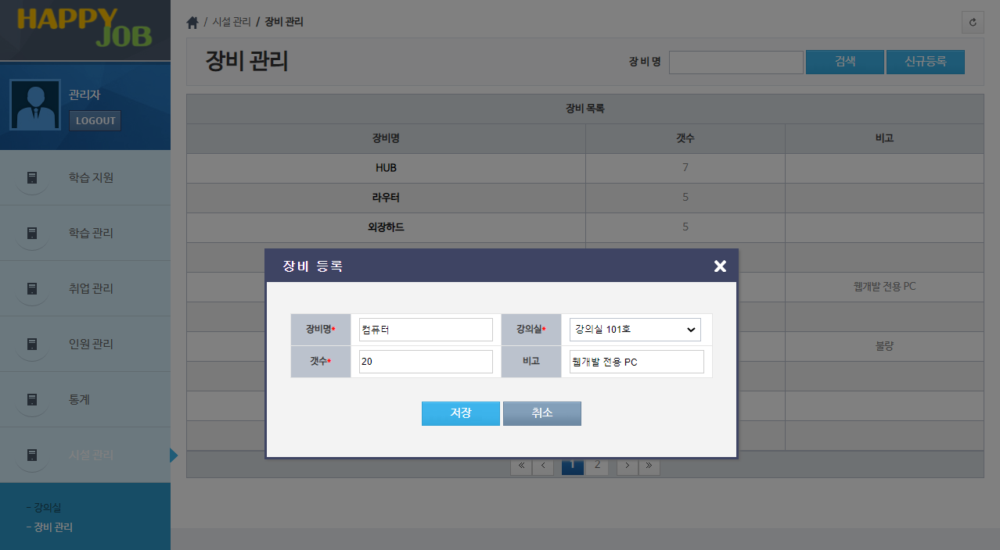 HAPPY
JOB
관리자
LOGOUT
학습 지원
학습 관리
취업 관리
인원 관리
통계
시설 관리
- 강의실
- 장비 관리
/ 시설 관리 / 장비 관리
장비 관리
장 비 명
검색
신규등록
장비 목록
장비명 갯수 비고
HUB 7
라우터 5
외장하드 5
웹개발 전용 PC
불량
장비 등록
장비명* 컴퓨터 강의실* 강의실 101호
갯수* 20 비고 웹개발 전용 PC
저장 취소
« ‹ 1 2 › »